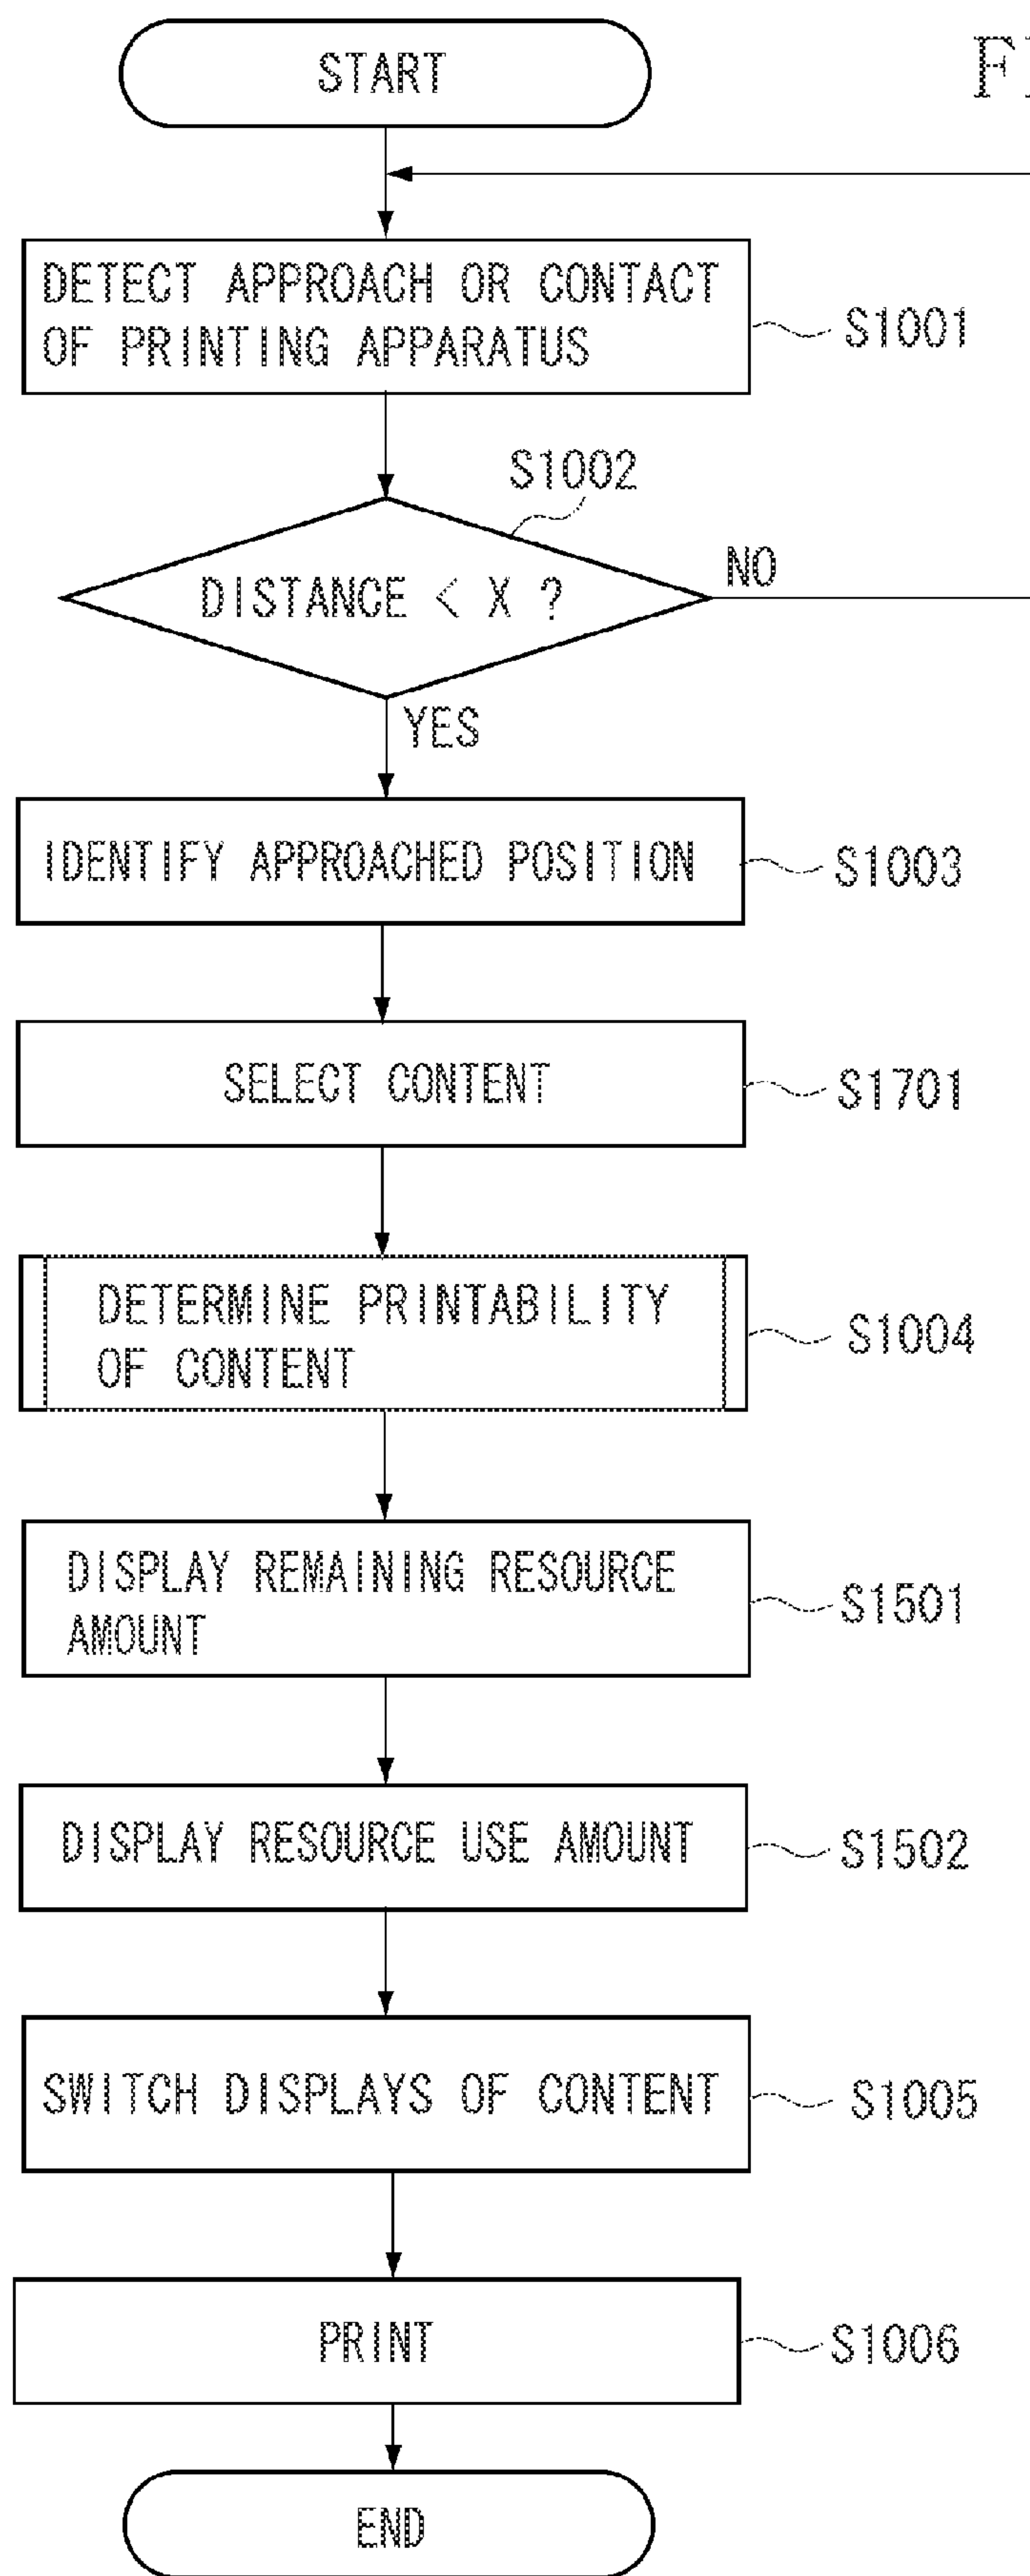 START
DETECT APPROACH OR CONTACT
OF PRINTING APPARATUS
S1001
S1002
DISTANCE < X ?
NO
YES
IDENTIFY APPROACHED POSITION
S1003
SELECT CONTENT
S1701
DETERMINE PRINTABILITY
OF CONTENT
S1004
DISPLAY REMAINING RESOURCE
AMOUNT
S1501
DISPLAY RESOURCE USE AMOUNT
S1502
SWITCH DISPLAYS OF CONTENT
S1005
PRINT
S1006
END